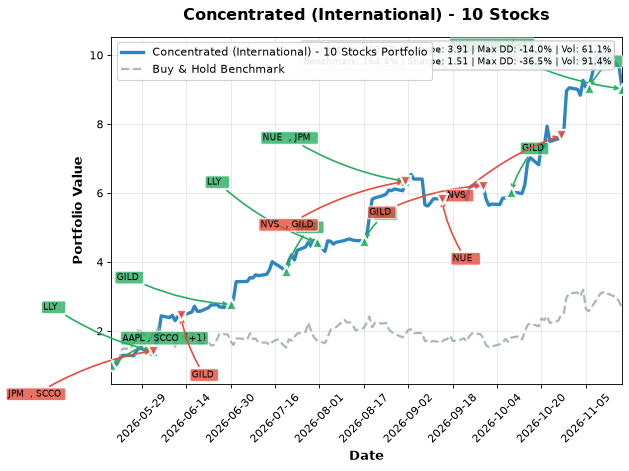 Concentrated (International) - 10 Stocks
Concentrated (International) - 10 Stocks Portfolio
Buy & Hold Benchmark
pe: 3.91 | Max DD: -14.0% | Vol: 61.1%
Benchmark: 164.4% | Sharpe: 1.51 | Max DD: -36.5% | Vol: 91.4%
Portfolio Value
10
8
6
4
2
NUE , JPM
GILD
LLY
NVS
GILD
NVS , GILD
NUE
GILD
LLY
AAPL , SCCO (+1)
GILD
JPM , SCCO
2026-05-29
2026-06-14
2026-06-30
2026-07-16
2026-08-01
2026-08-17
2026-09-02
2026-09-18
2026-10-04
2026-10-20
2026-11-05
Date